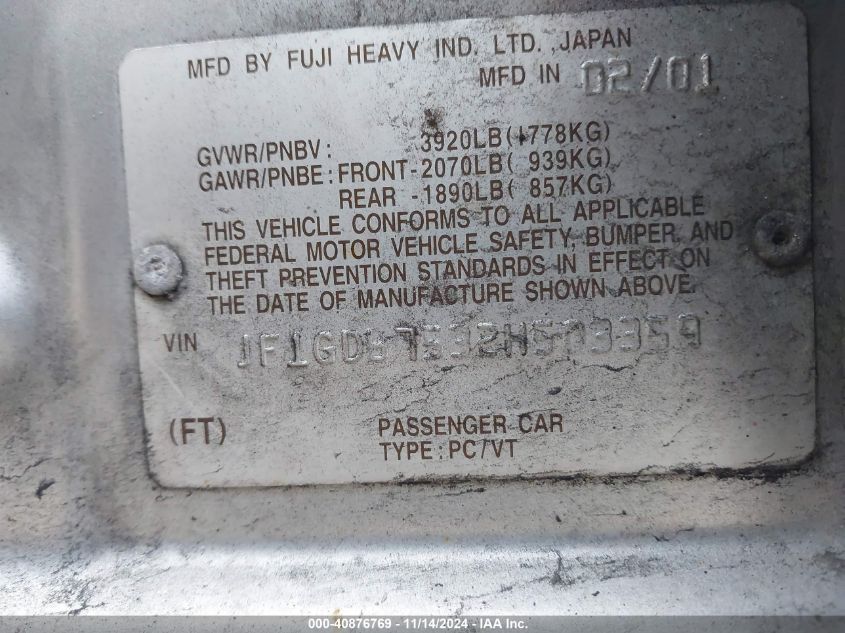 MFD BY FUJI HEAVY IND. LTD., JAPAN
MFD IN 02/01
GVWR/PNBV: 3920LB(1778KG)
GAWR/PNBE: FRONT-2070LB( 939KG)
REAR -1890LB( 857KG)
THIS VEHICLE CONFORMS TO ALL APPLICABLE
FEDERAL MOTOR VEHICLE SAFETY, BUMPER, AND
THEFT PREVENTION STANDARDS IN EFFECT ON
THE DATE OF MANUFACTURE SHOWN ABOVE.
VIN
(FT) PASSENGER CAR
TYPE: PC/VT
000-40876769 - 11/14/2024 - IAA Inc.